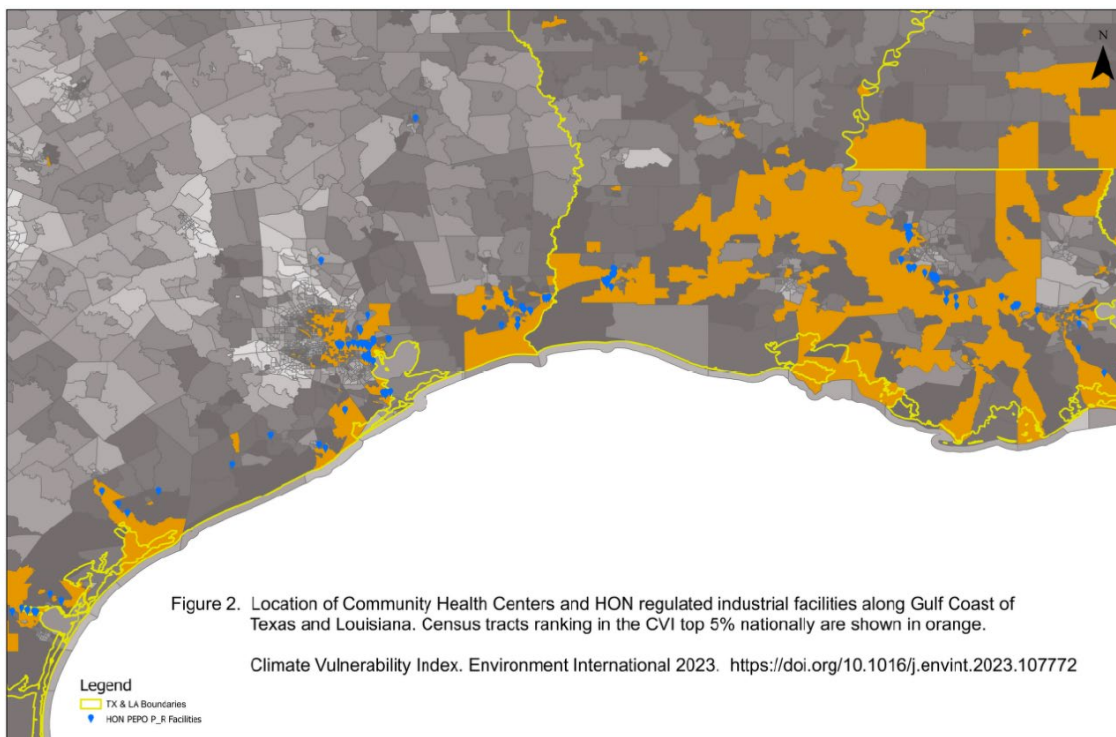 N
Figure 2. Location of Community Health Centers and HON regulated industrial facilities along Gulf Coast of
Texas and Louisiana. Census tracts ranking in the CVI top 5% nationally are shown in orange.
Climate Vulnerability Index. Environment International 2023. https://doi.org/10.1016/j.envint.2023.107772
Legend
TX & LA Boundaries
HON PEPO P_R Facilities